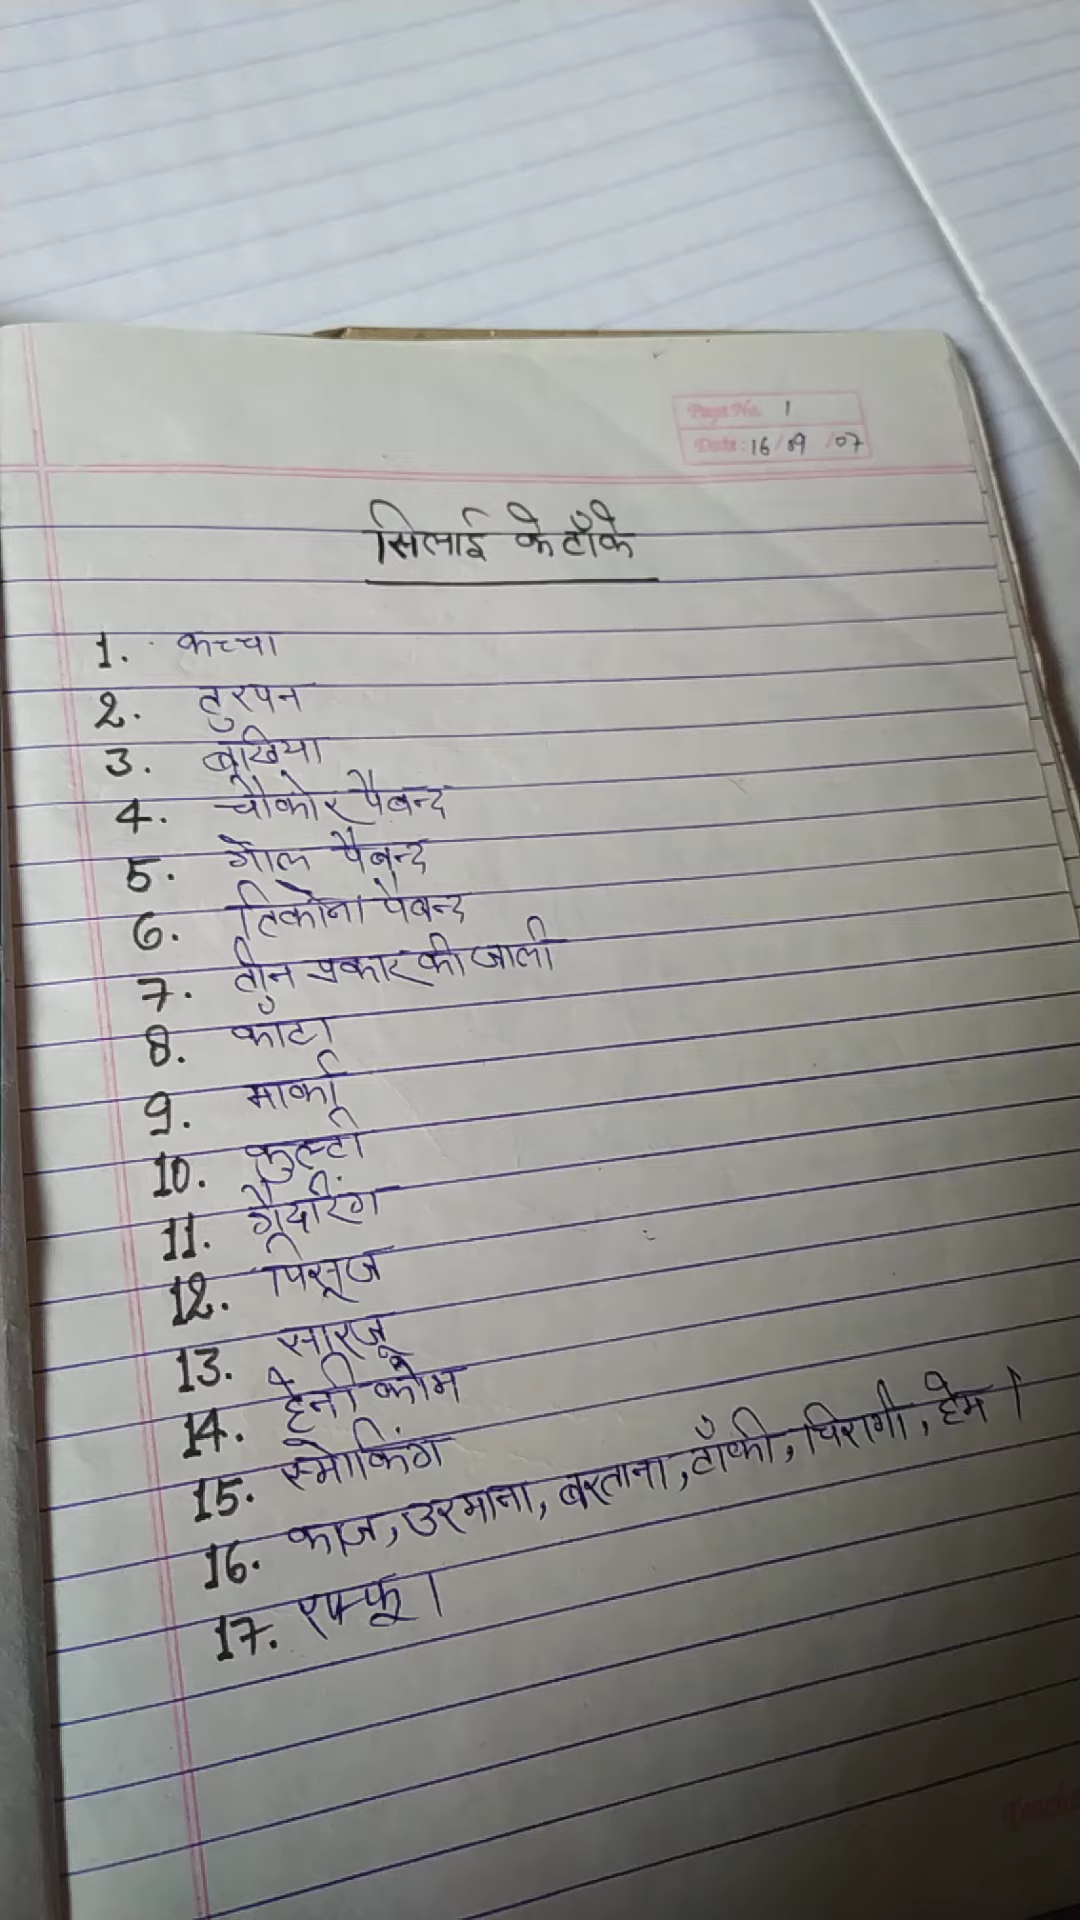 Page No. 1
Date: 16/09/07
सिलाई के टाँके
1. कच्चा
2. तुरपन
3. बखिया
4. चौकोर पैबन्द
5. गोल पैबन्द
6. तिकोना पैबन्द
7. तीन प्रकार की जाली
8. काँटा
9. मार्का
10.
11. गैदरिंग
12.
13. सारजू
14. हेनी कोम
15. स्मोकिंग
16. काज, उरमाना, बरताना, टाँकी, चिरागी, हेम।
17. रफ्फू।